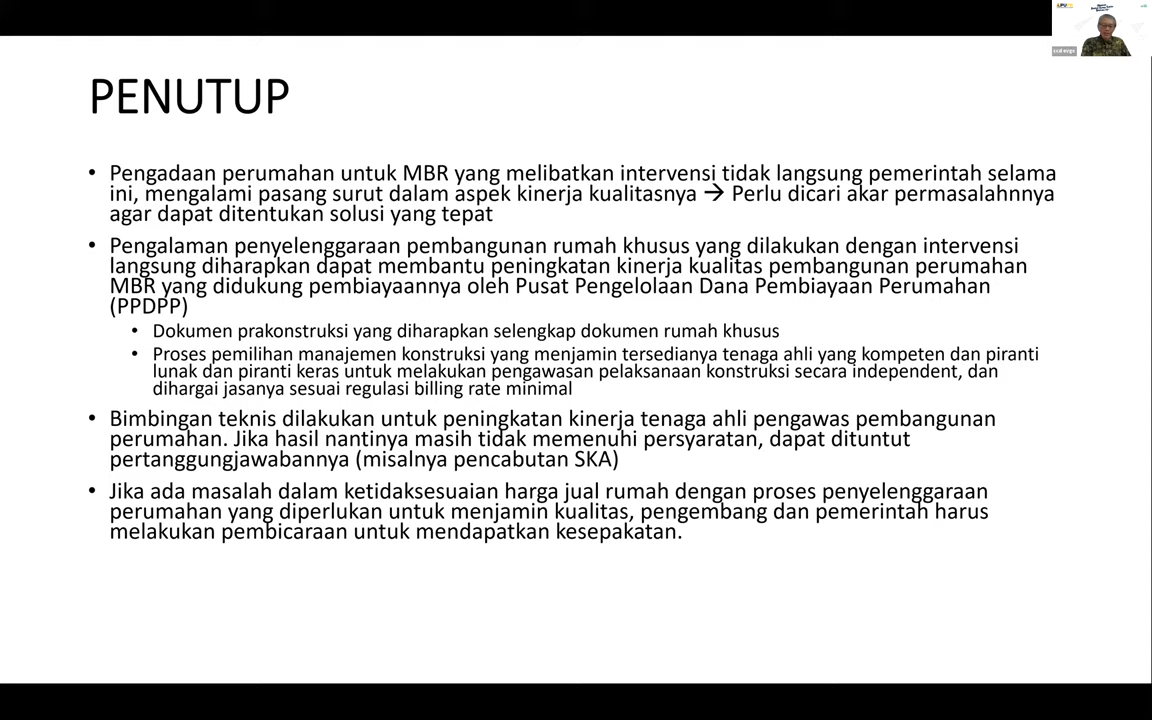 PENUTUP
• Pengadaan perumahan untuk MBR yang melibatkan intervensi tidak langsung pemerintah selama
ini, mengalami pasang surut dalam aspek kinerja kualitasnya → Perlu dicari akar permasalahnnya
agar dapat ditentukan solusi yang tepat
• Pengalaman penyelenggaraan pembangunan rumah khusus yang dilakukan dengan intervensi
langsung diharapkan dapat membantu peningkatan kinerja kualitas pembangunan perumahan
MBR yang didukung pembiayaannya oleh Pusat Pengelolaan Dana Pembiayaan Perumahan
(PPDPP)
• Dokumen prakonstruksi yang diharapkan selengkap dokumen rumah khusus
• Proses pemilihan manajemen konstruksi yang menjamin tersedianya tenaga ahli yang kompeten dan piranti
lunak dan piranti keras untuk melakukan pengawasan pelaksanaan konstruksi secara independent, dan
dihargai jasanya sesuai regulasi billing rate minimal
• Bimbingan teknis dilakukan untuk peningkatan kinerja tenaga ahli pengawas pembangunan
perumahan. Jika hasil nantinya masih tidak memenuhi persyaratan, dapat dituntut
pertanggungjawabannya (misalnya pencabutan SKA)
• Jika ada masalah dalam ketidaksesuaian harga jual rumah dengan proses penyelenggaraan
perumahan yang diperlukan untuk menjamin kualitas, pengembang dan pemerintah harus
melakukan pembicaraan untuk mendapatkan kesepakatan.